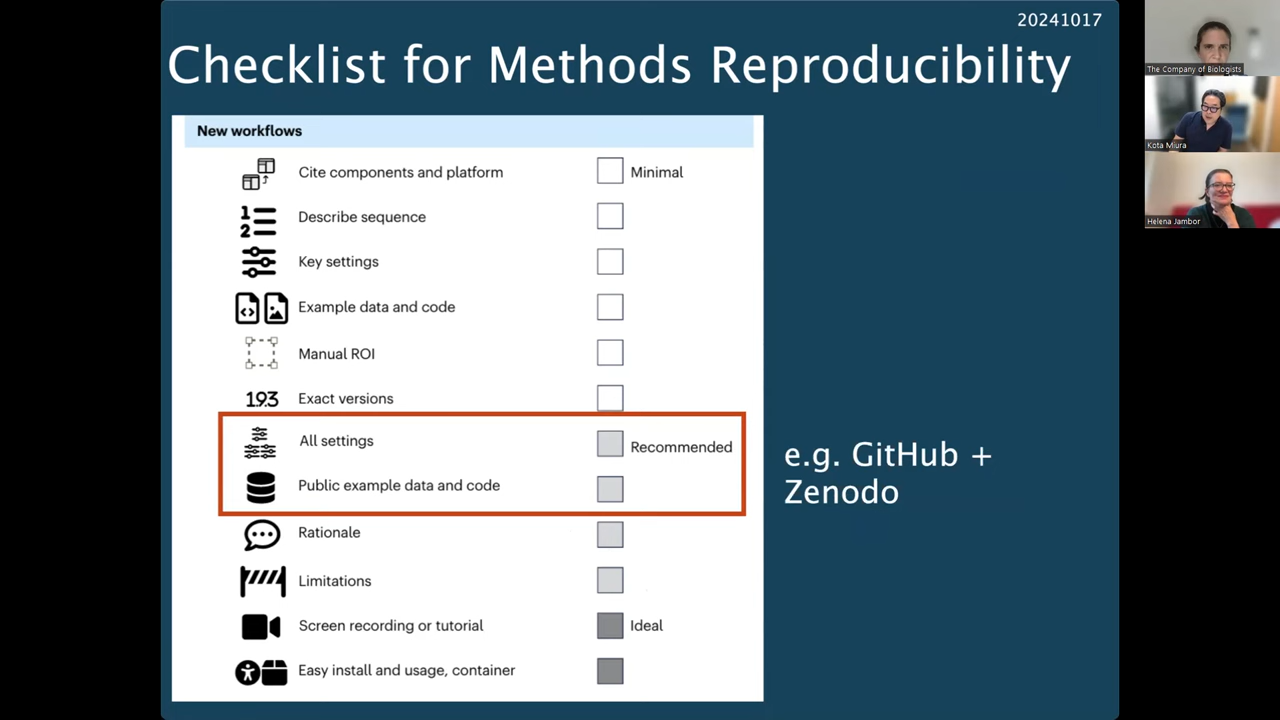 20241017
Checklist for Methods Reproducibility
New workflows
Cite components and platform
Minimal
1
2
Describe sequence
Key settings
Example data and code
Manual ROI
1.9.3
Exact versions
All settings
Recommended
Public example data and code
Rationale
Limitations
Screen recording or tutorial
Ideal
Easy install and usage, container
e.g. GitHub +
Zenodo
The Company of Biologists
Kota Miura
Helena Jambor